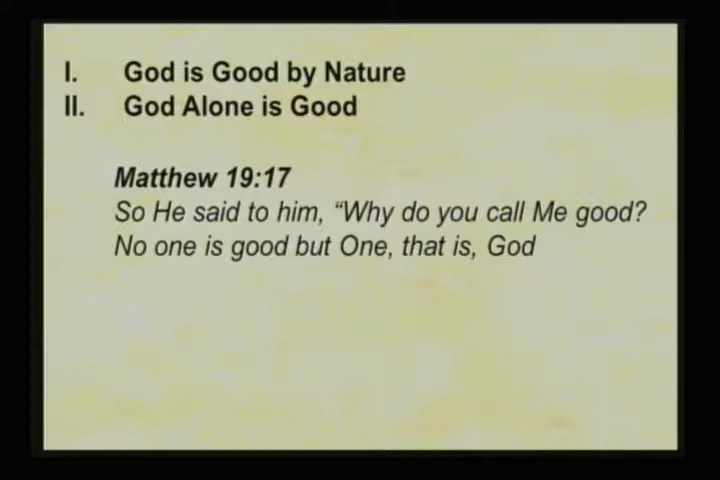 I. God is Good by Nature
II. God Alone is Good
Matthew 19:17
So He said to him, “Why do you call Me good?
No one is good but One, that is, God